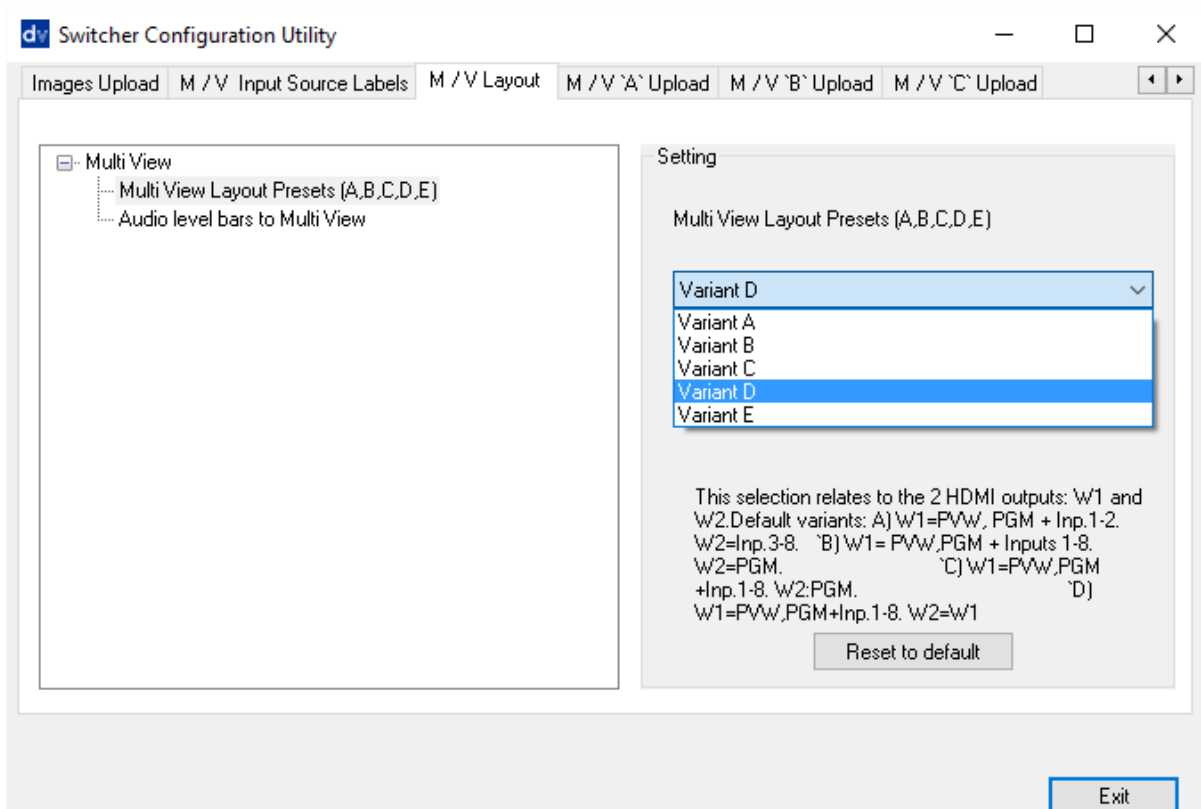 dv Switcher Configuration Utility
Images Upload M / V Input Source Labels M / V Layout M / V `A` Upload M / V `B` Upload M / V `C` Upload
Multi View
Multi View Layout Presets (A,B,C,D,E)
Audio level bars to Multi View
Setting
Multi View Layout Presets (A,B,C,D,E)
Variant D
Variant A
Variant B
Variant C
Variant D
Variant E
This selection relates to the 2 HDMI outputs: W1 and
W2.Default variants: A) W1=PVW, PGM + Inp.1-2.
W2=Inp.3-8. `B) W1= PVW,PGM + Inputs 1-8.
W2=PGM. `C) W1=PVW,PGM
+Inp.1-8. W2:PGM. `D)
W1=PVW,PGM+Inp.1-8. W2=W1
Reset to default
Exit